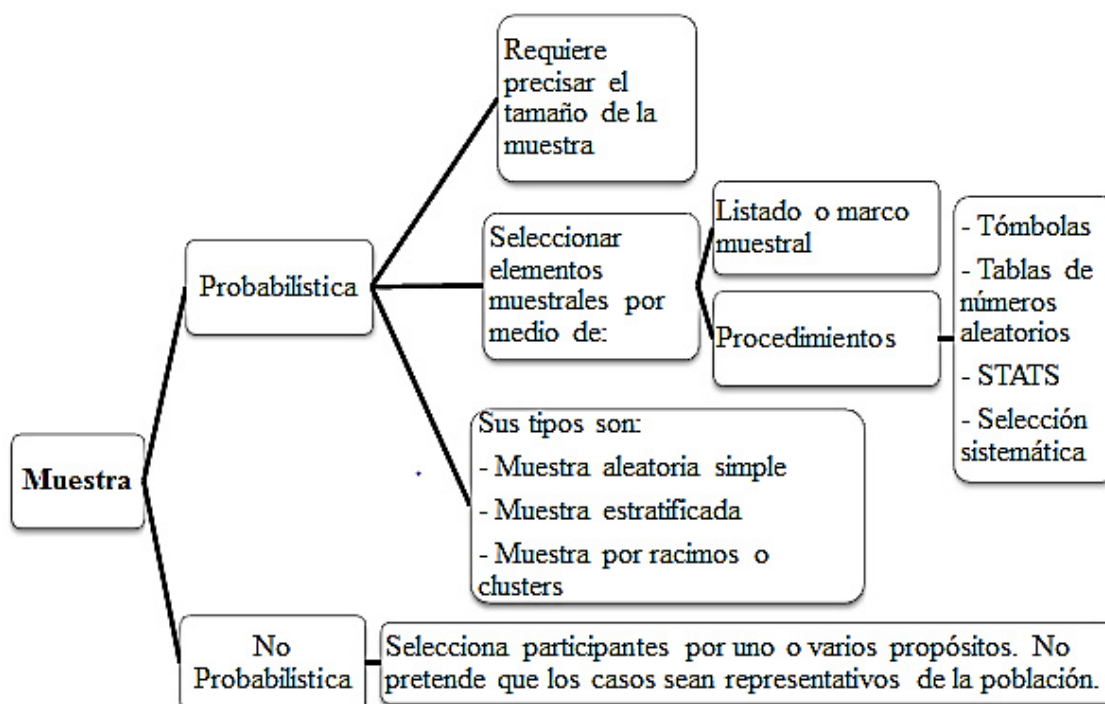 Requiere
precisar el
tamaño de la
muestra
Probabilística
Seleccionar
elementos
muestrales por
medio de:
Listado o marco
muestral
Procedimientos
- Tómbolas
- Tablas de
números
aleatorios
- STATS
- Selección
sistemática
Sus tipos son:
- Muestra aleatoria simple
- Muestra estratificada
- Muestra por racimos o
clusters
Muestra
No
Probabilística
Selecciona participantes por uno o varios propósitos. No
pretende que los casos sean representativos de la población.